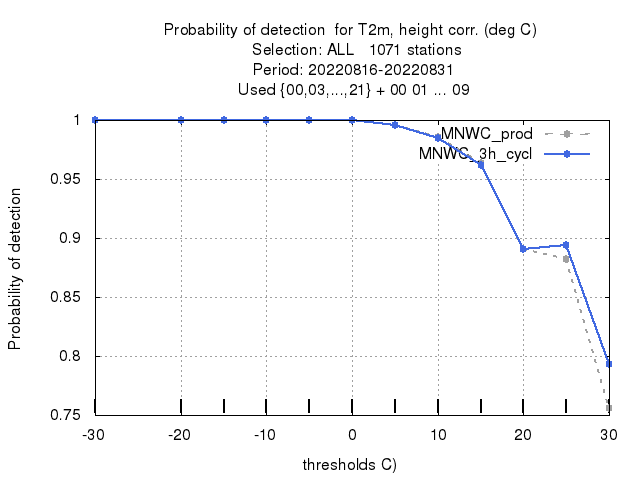 Probability of detection  for T2m, height corr. (deg C)
Selection: ALL   1071 stations
Period: 20220816-20220831
Used {00,03,...,21} + 00 01 ... 09
MNWC_prod
MNWC_3h_cycl
Probability of detection
1
0.95
0.9
0.85
0.8
0.75
-30
-20
-10
0
10
20
30
thresholds C)